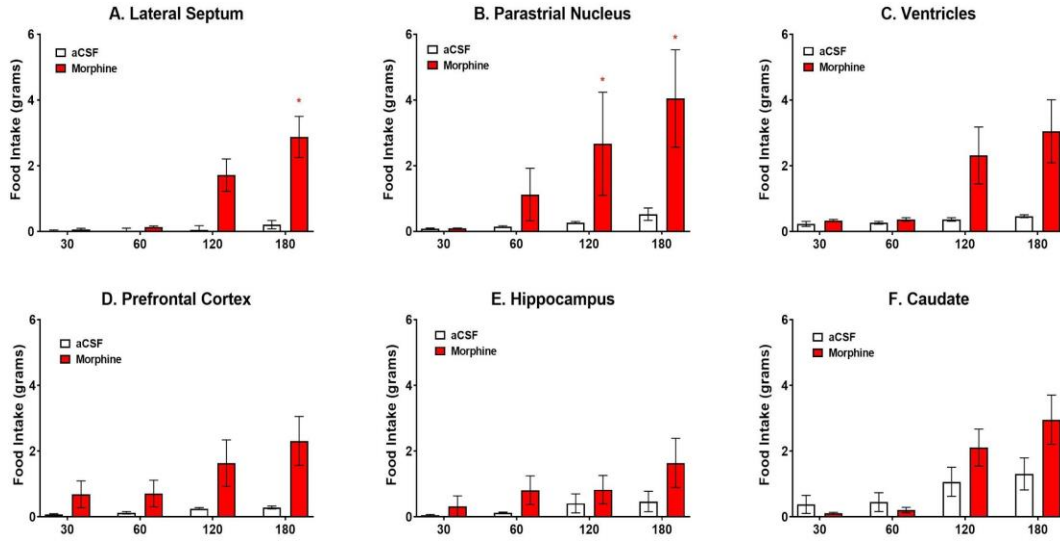 A. Lateral Septum
Food Intake (grams)
6
4
2
0
aCSF
Morphine
*
30 60 120 180
B. Parastrial Nucleus
Food Intake (grams)
6
4
2
0
aCSF
Morphine
*
*
30 60 120 180
C. Ventricles
Food Intake (grams)
6
4
2
0
aCSF
Morphine
30 60 120 180
D. Prefrontal Cortex
Food Intake (grams)
6
4
2
0
aCSF
Morphine
30 60 120 180
E. Hippocampus
Food Intake (grams)
6
4
2
0
aCSF
Morphine
30 60 120 180
F. Caudate
Food Intake (grams)
6
4
2
0
aCSF
Morphine
30 60 120 180